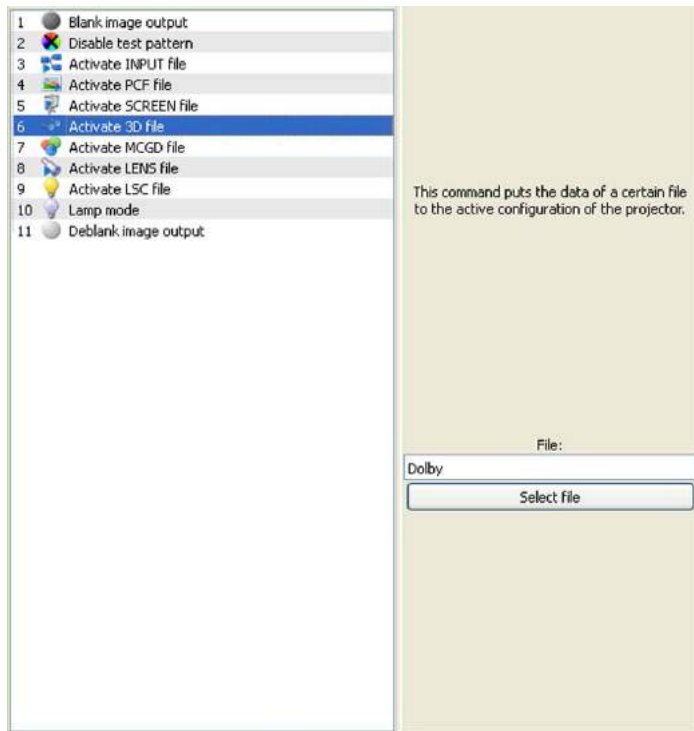 1 Blank image output
2 Disable test pattern
3 Activate INPUT file
4 Activate PCF file
5 Activate SCREEN file
6 Activate 3D file
7 Activate MCGD file
8 Activate LENS file
9 Activate LSC file
10 Lamp mode
11 Deblank image output
This command puts the data of a certain file
to the active configuration of the projector.
File:
Dolby
Select file